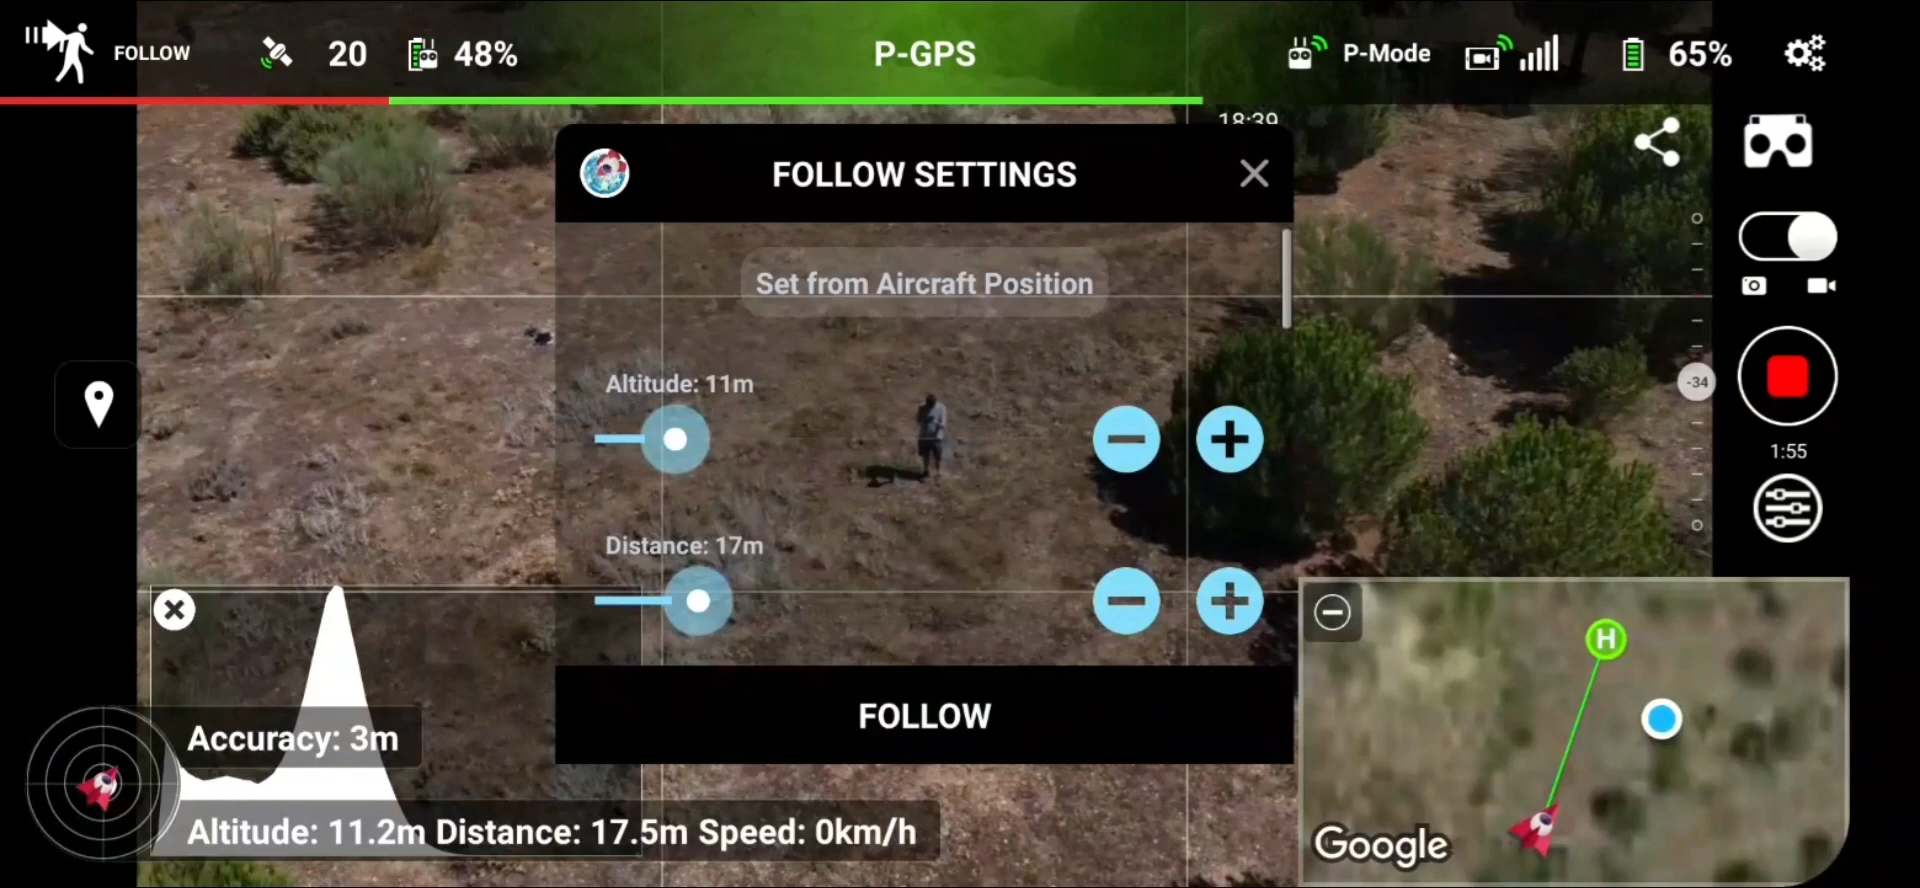 FOLLOW
20
48%
P-GPS
P-Mode
65%
18:39
FOLLOW SETTINGS
Set from Aircraft Position
Altitude: 11m
-34
1:55
Distance: 17m
H
FOLLOW
Accuracy: 3m
Altitude: 11.2m Distance: 17.5m Speed: 0km/h
Google